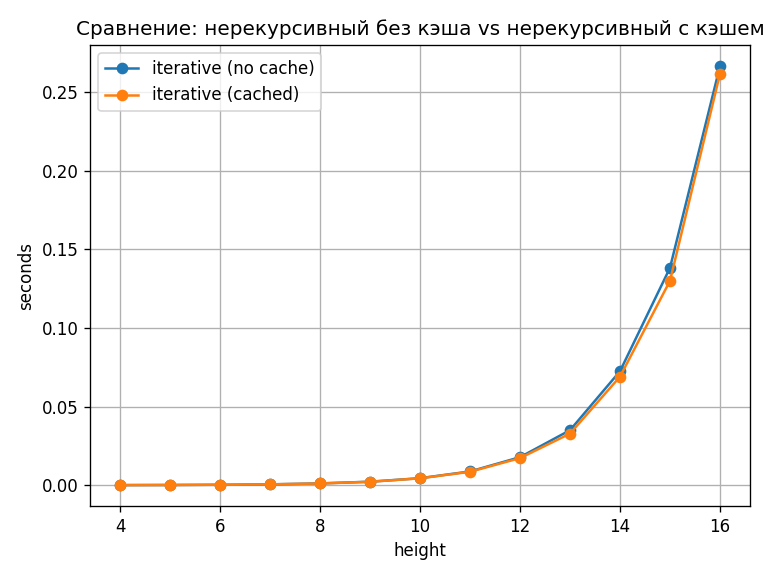 Сравнение: нерекурсивный без кэша vs нерекурсивный с кэшем
iterative (no cache)
iterative (cached)
0.25
0.20
0.15
0.10
0.05
0.00
seconds
4 6 8 10 12 14 16
height